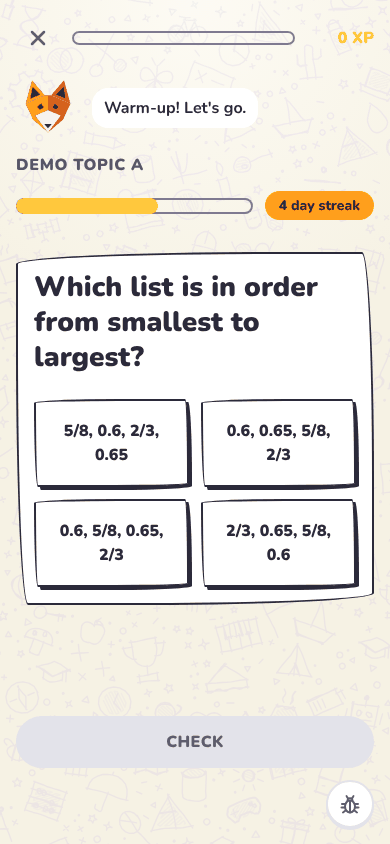 0 XP
Warm-up! Let's go.
DEMO TOPIC A
4 day streak
Which list is in order
from smallest to
largest?
5/8, 0.6, 2/3,
0.65
0.6, 0.65, 5/8,
2/3
0.6, 5/8, 0.65,
2/3
2/3, 0.65, 5/8,
0.6
CHECK